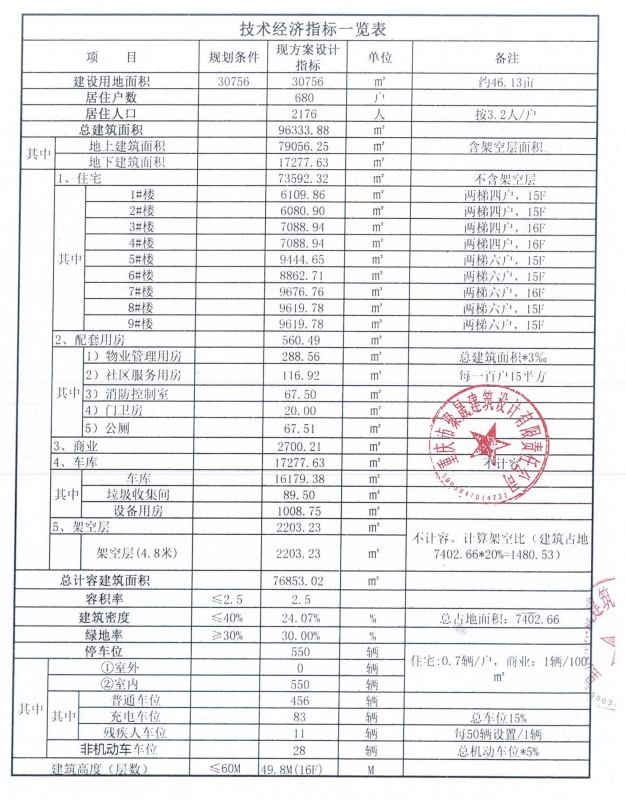 技术经济指标一览表
项 目 规划条件 现方案设计指标 单位 备注
建设用地面积 30756 30756 m² 约46.13亩
居住户数 680 户
居住人口 2176 人 按3.2人/户
总建筑面积 96333.88 m²
其中 地上建筑面积 79056.25 m² 含架空层面积
地下建筑面积 17277.63 m²
1、住宅 73592.32 m² 不含架空层
其中 1#楼 6109.86 m² 两梯四户，15F
2#楼 6080.90 m² 两梯四户，15F
3#楼 7088.94 m² 两梯四户，16F
4#楼 7088.94 m² 两梯四户，16F
5#楼 9444.65 m² 两梯六户，15F
6#楼 8862.71 m² 两梯六户，15F
7#楼 9676.76 m² 两梯六户，16F
8#楼 9619.78 m² 两梯六户，15F
9#楼 9619.78 m² 两梯六户，15F
2、配套用房 560.49 m²
其中 1）物业管理用房 288.56 m² 总建筑面积*3‰
2）社区服务用房 116.92 m² 每一百户15平方
3）消防控制室 67.50 m²
4）门卫房 20.00 m²
5）公厕 67.51 m²
3、商业 2700.21 m²
4、车库 17277.63 m² 不计容
其中 车库 16179.38 m²
垃圾收集间 89.50 m²
设备用房 1008.75 m²
5、架空层 2203.23 m² 不计容。计算架空比（建筑占地
架空层(4.8米) 2203.23 m² 7402.66*20%=1480.53）
总计容建筑面积 76853.02 m²
容积率 ≤2.5 2.5
建筑密度 ≤40% 24.07% % 总占地面积：7402.66
绿地率 ≥30% 30.00% %
停车位 550 辆 住宅:0.7辆/户，商业：1辆/100m²
其中 ①室外 0 辆
②室内 550 辆
其中 普通车位 456 辆
充电车位 83 辆 总车位15%
残疾人车位 11 辆 每50辆设置/1辆
非机动车车位 28 辆 总机动车位*5%
建筑高度（层数） ≤60M 49.8M(16F) M
重庆市梁晟建筑设计有限责任公司